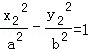 x₂²/a² - y₂²/b² =1